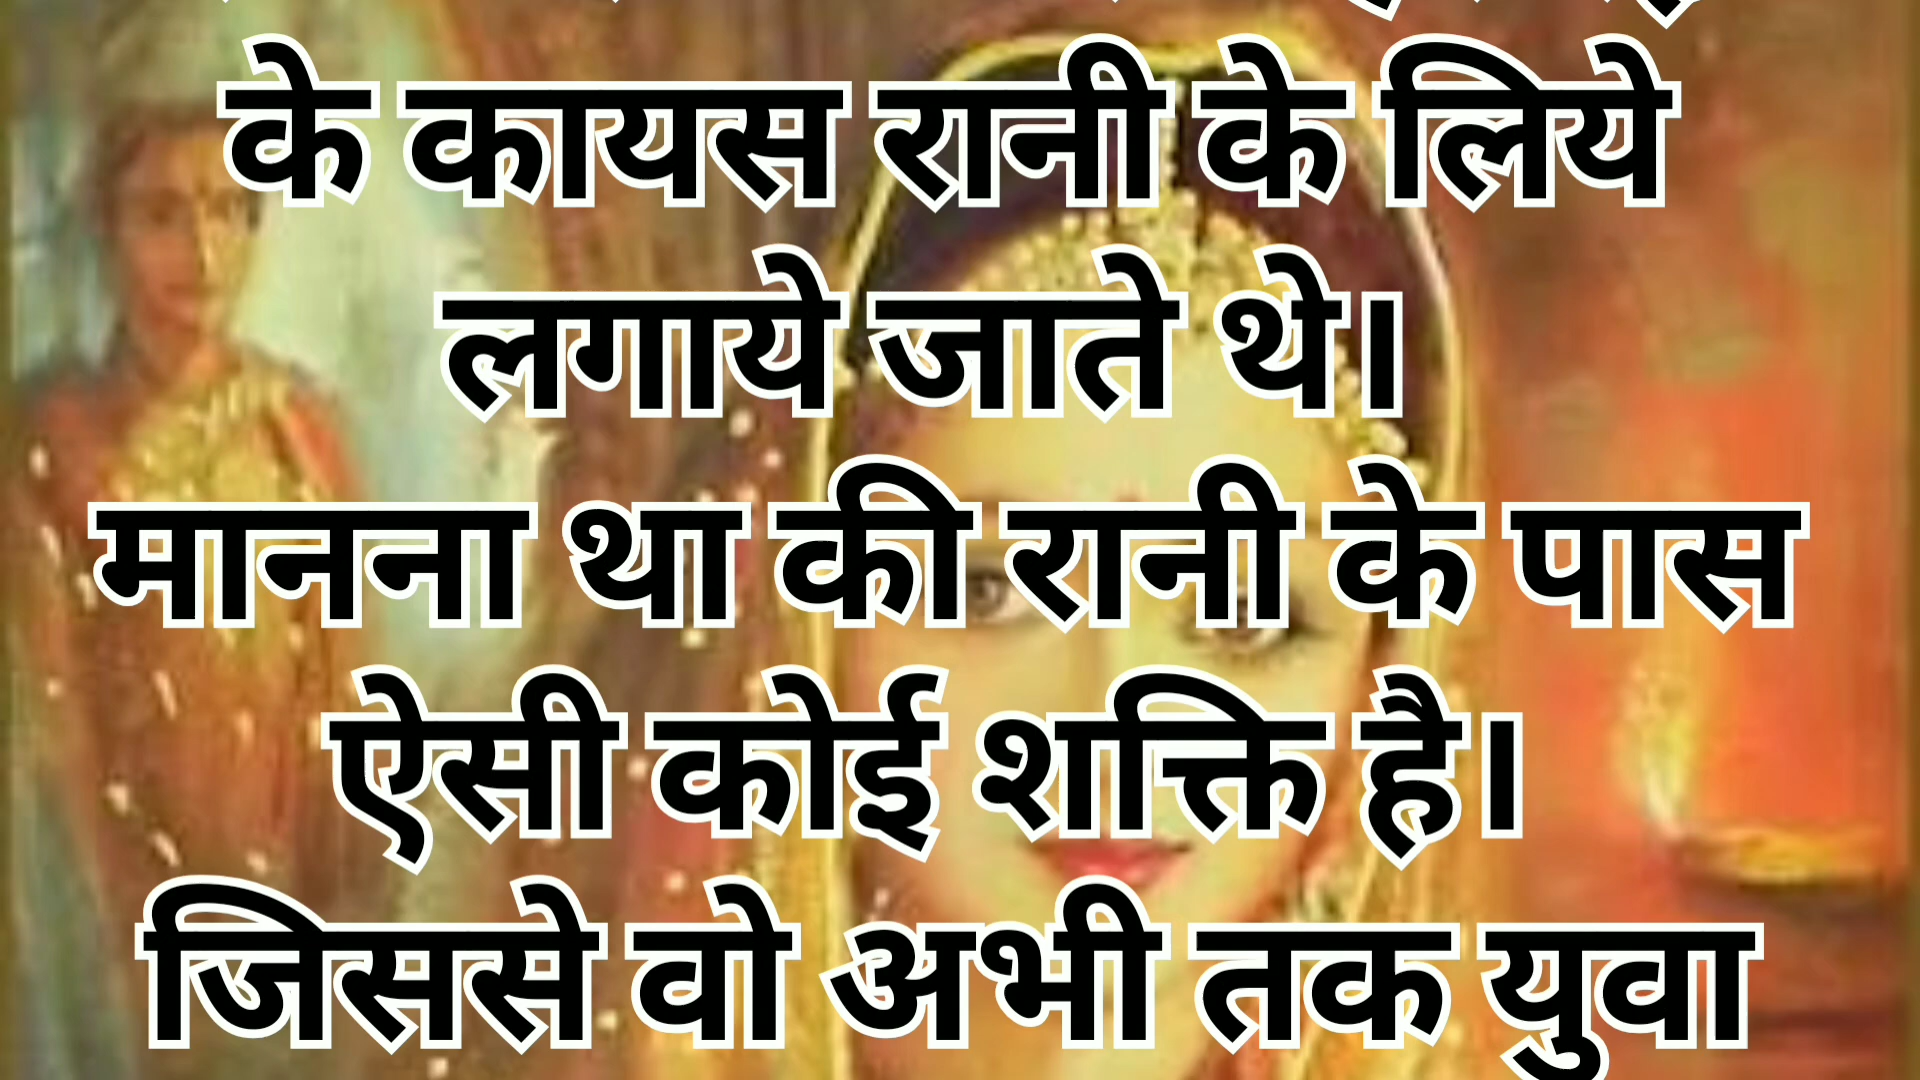 के कायस रानी के लिये
लगाये जाते थे।
मानना था की रानी के पास
ऐसी कोई शक्ति है।
जिससे वो अभी तक युवा